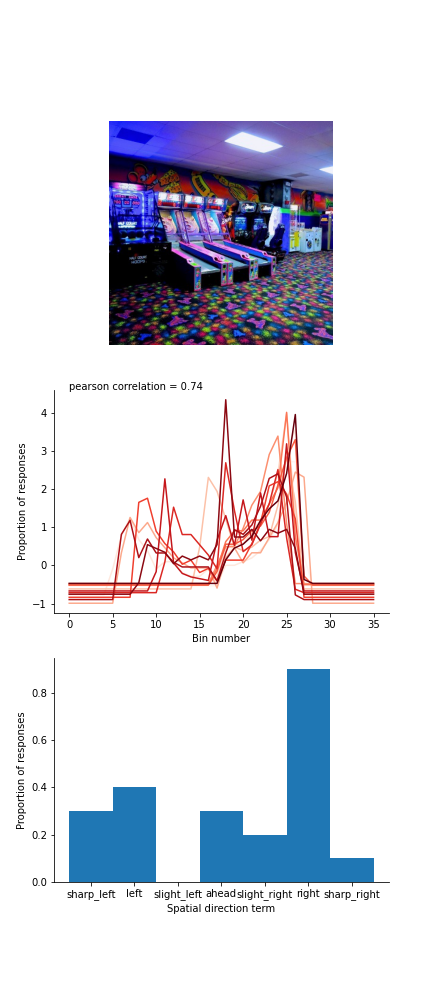 pearson correlation = 0.74
Proportion of responses
4
3
2
1
0
−1
0 5 10 15 20 25 30 35
Bin number
Proportion of responses
0.8
0.6
0.4
0.2
0.0
sharp_left left slight_left ahead slight_right right sharp_right
Spatial direction term